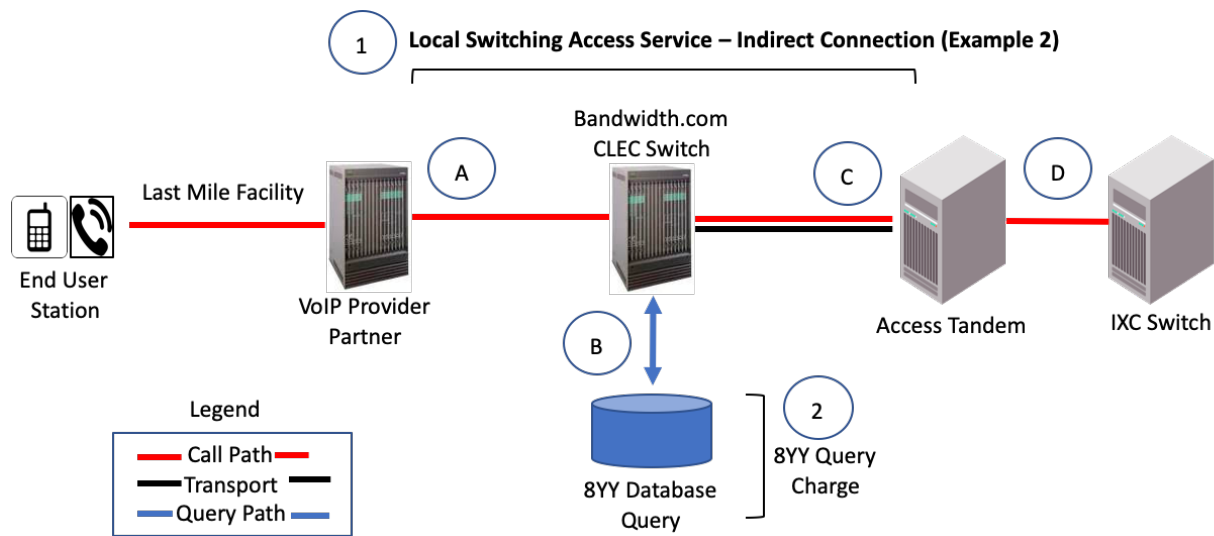 1
Local Switching Access Service – Indirect Connection (Example 2)
Bandwidth.com
CLEC Switch
A
C
D
Last Mile Facility
End User
Station
VoIP Provider
Partner
Access Tandem
IXC Switch
B
2
8YY Query
Charge
8YY Database
Query
Legend
Call Path
Transport
Query Path